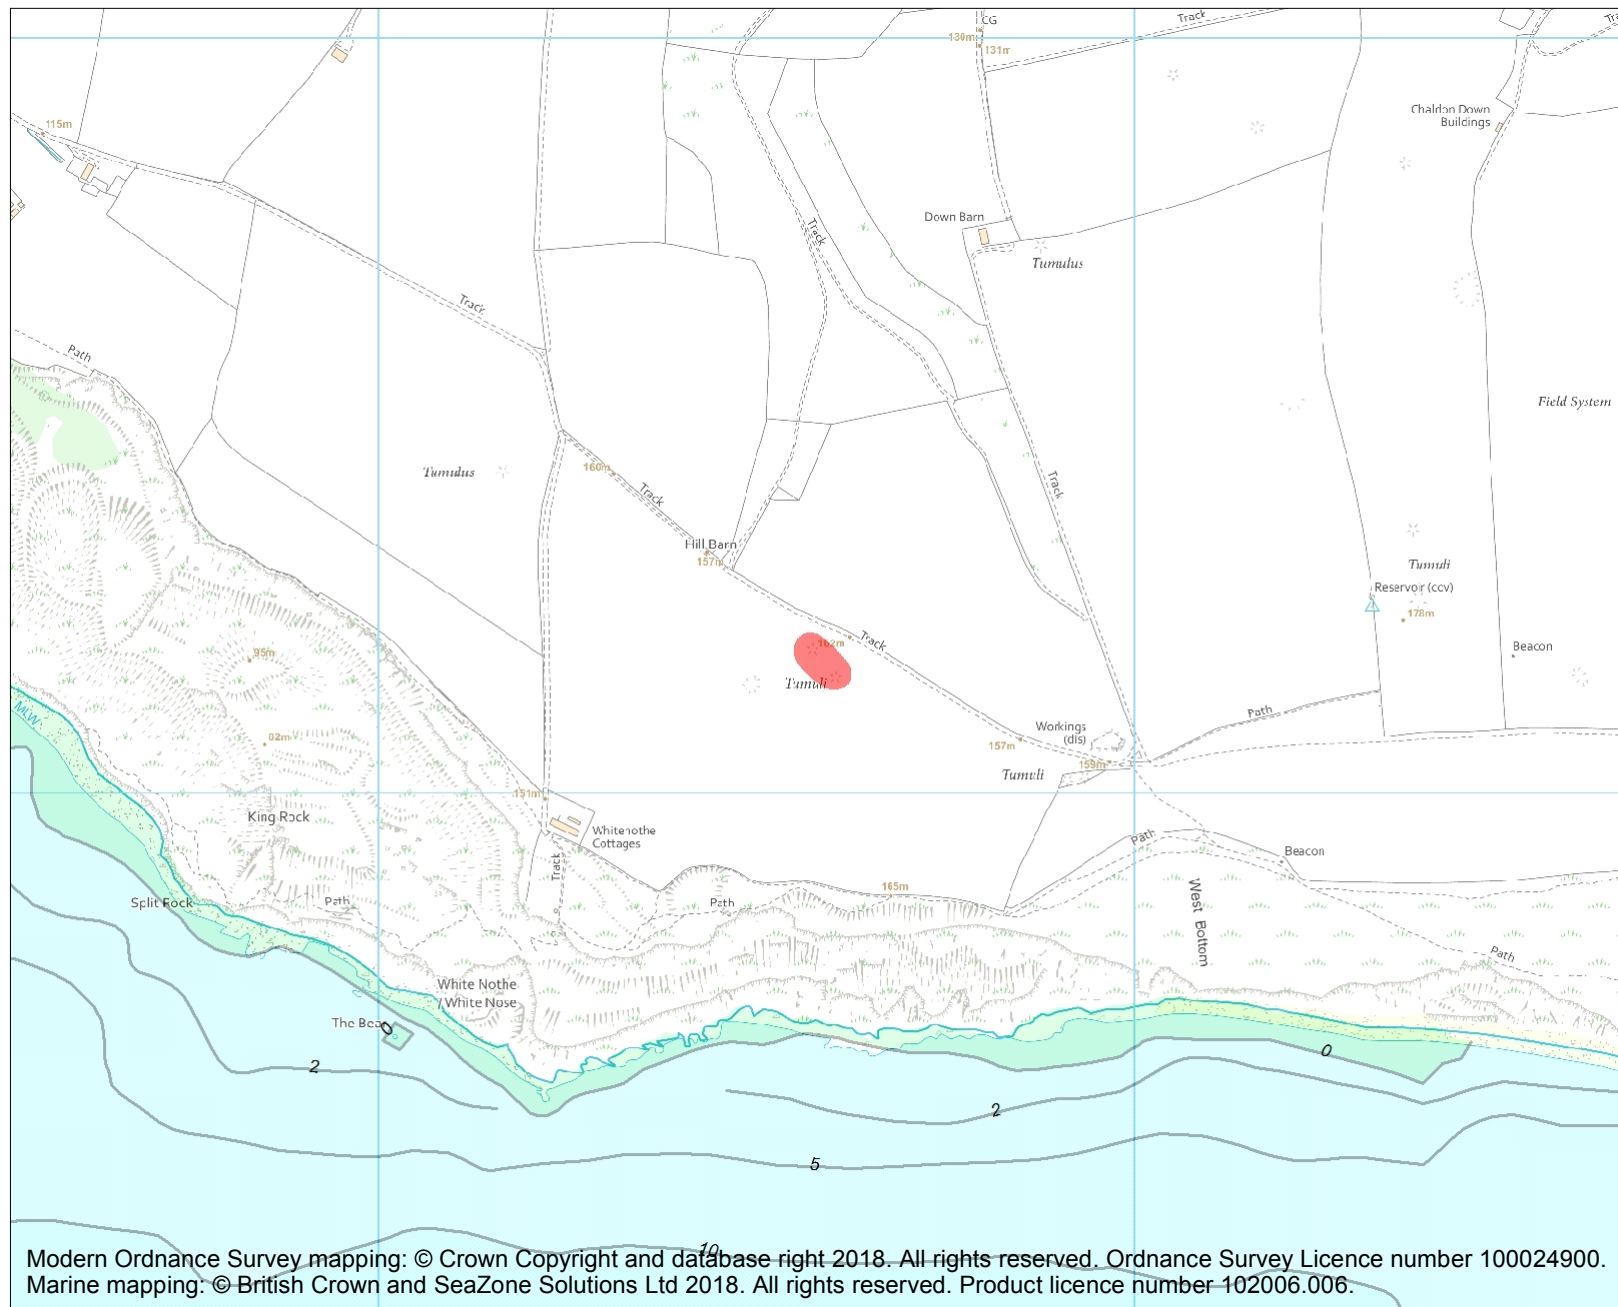 CG
Track
130m
131m
Chaldon Down
Buildings
115m
Down Barn
Track
Tumulus
Track
Path
Field System
Tumulus
160m
Track
Track
Hill Barn
157m
Tumuli
Reservoir (cov)
178m
162m
Track
Beacon
95m
Tumuli
MLW
Path
Workings
(dis)
157m
159m
Tumuli
151m
King Rock
Whitenothe
Cottages
Path
Beacon
Track
165m
West Bottom
Split Rock
Path
Path
Path
White Nothe
/ White Nose
The Bear
0
0
2
2
5
10
Modern Ordnance Survey mapping: © Crown Copyright and database right 2018. All rights reserved. Ordnance Survey Licence number 100024900.
Marine mapping: © British Crown and SeaZone Solutions Ltd 2018. All rights reserved. Product licence number 102006.006.